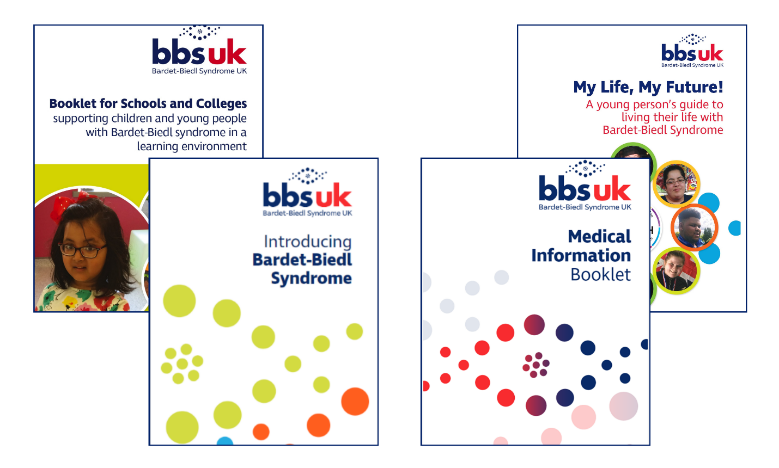 bbsuk
Bardet-Biedl Syndrome UK
Booklet for Schools and Colleges
supporting children and young people
with Bardet-Biedl syndrome in a
learning environment
bbsuk
Bardet-Biedl Syndrome UK
Introducing
Bardet-Biedl
Syndrome
bbsuk
Bardet-Biedl Syndrome UK
Medical
Information
Booklet
bbsuk
Bardet-Biedl Syndrome UK
My Life, My Future!
A young person's guide to
living their life with
Bardet-Biedl Syndrome